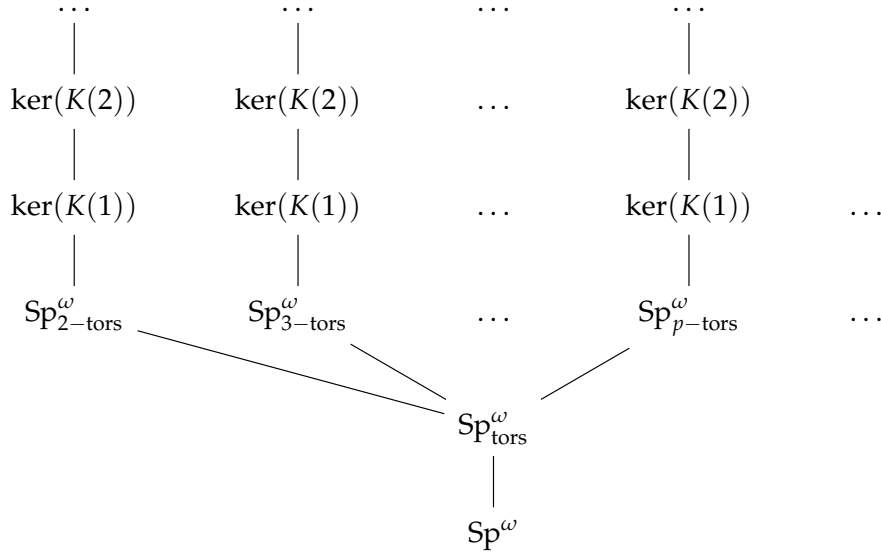 ... ... ... ...
ker(K(2)) ker(K(2)) ... ker(K(2))
ker(K(1)) ker(K(1)) ... ker(K(1)) ...
Sp^ω_{2−tors} Sp^ω_{3−tors} ... Sp^ω_{p−tors} ...
Sp^ω_{tors}
Sp^ω